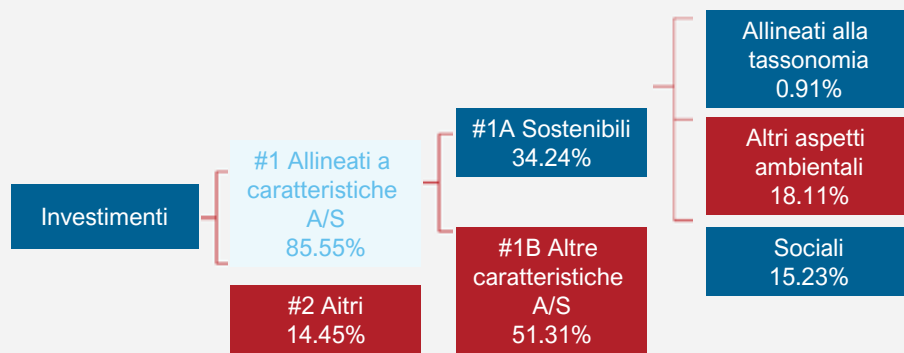 Investimenti
#1 Allineati a
caratteristiche
A/S
85.55%
#2 Aitri
14.45%
#1A Sostenibili
34.24%
#1B Altre
caratteristiche
A/S
51.31%
Allineati alla
tassonomia
0.91%
Altri aspetti
ambientali
18.11%
Sociali
15.23%